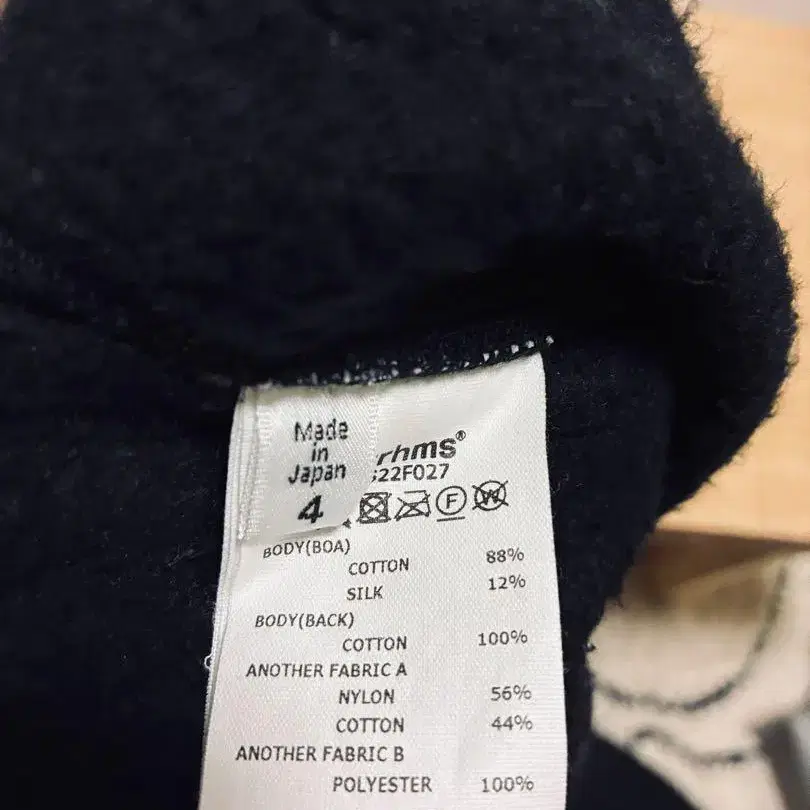 Made
in
Japan
4
rhms®
22F027
F
W
BODY(BOA)
COTTON 88%
SILK 12%
BODY(BACK)
COTTON 100%
ANOTHER FABRIC A
NYLON 56%
COTTON 44%
ANOTHER FABRIC B
POLYESTER 100%